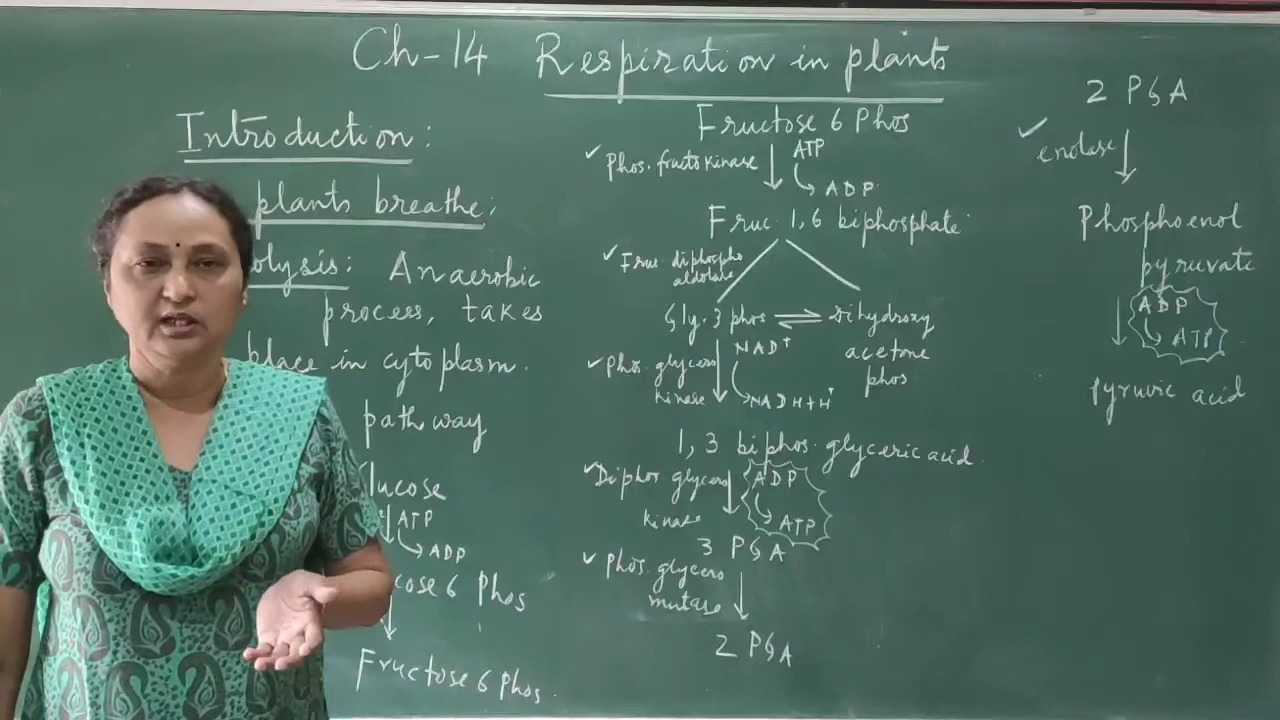 Ch-14 Respiration in plants
Introduction:
plants breathe:
olysis: Anaerobic
process, takes
place in cytoplasm.
pathway
lucose
ATP
ADP
cose 6 Phos
Fructose 6 Phos.
Fructose 6 Phos
✓ Phos. fructokinase ATP
ADP
Fruc. 1,6 biphosphate
✓ Fruc. diphospho
aldolase
Gly. 3 phos ⇌ Dihydroxy
acetone
phos
NAD+
✓ Phos. glycero
kinase NADH+H+
1, 3 biphos. glyceric acid
✓ Diphos glycero ADP
kinase ATP
3 PGA
✓ Phos. glycero
mutase
2 PGA
2 PGA
✓ enolase
Phosphoenol
pyruvate
ADP
ATP
Pyruvic acid